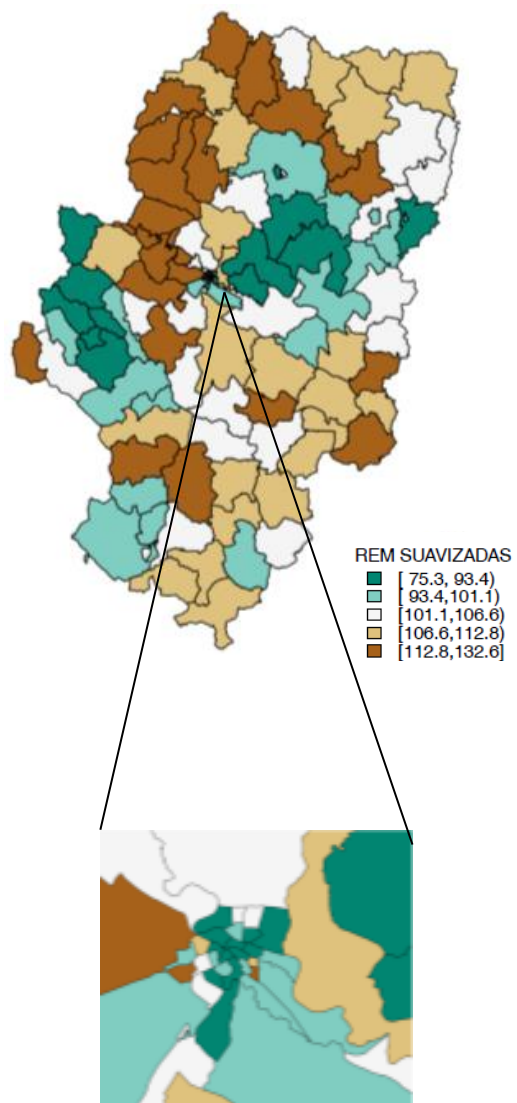 REM SUAVIZADAS
[ 75.3, 93.4)
[ 93.4,101.1)
[101.1,106.6)
[106.6,112.8)
[112.8,132.6]